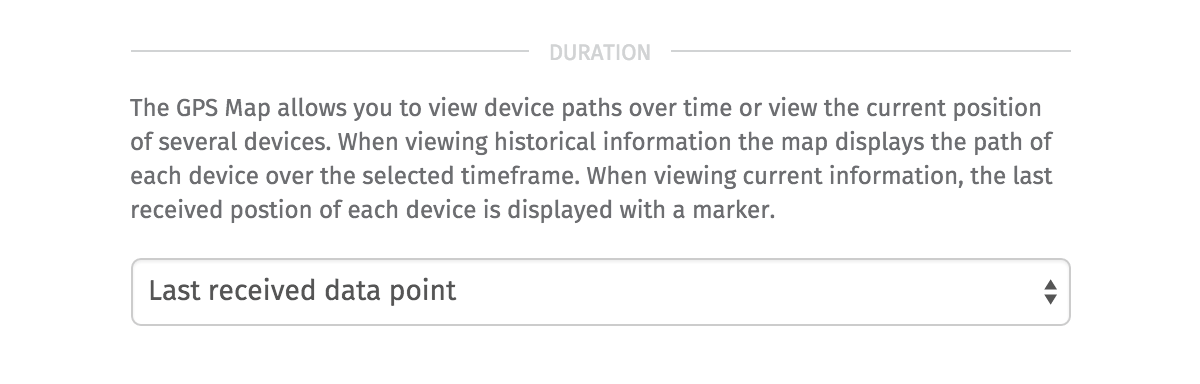 DURATION
The GPS Map allows you to view device paths over time or view the current position
of several devices. When viewing historical information the map displays the path of
each device over the selected timeframe. When viewing current information, the last
received postion of each device is displayed with a marker.
Last received data point